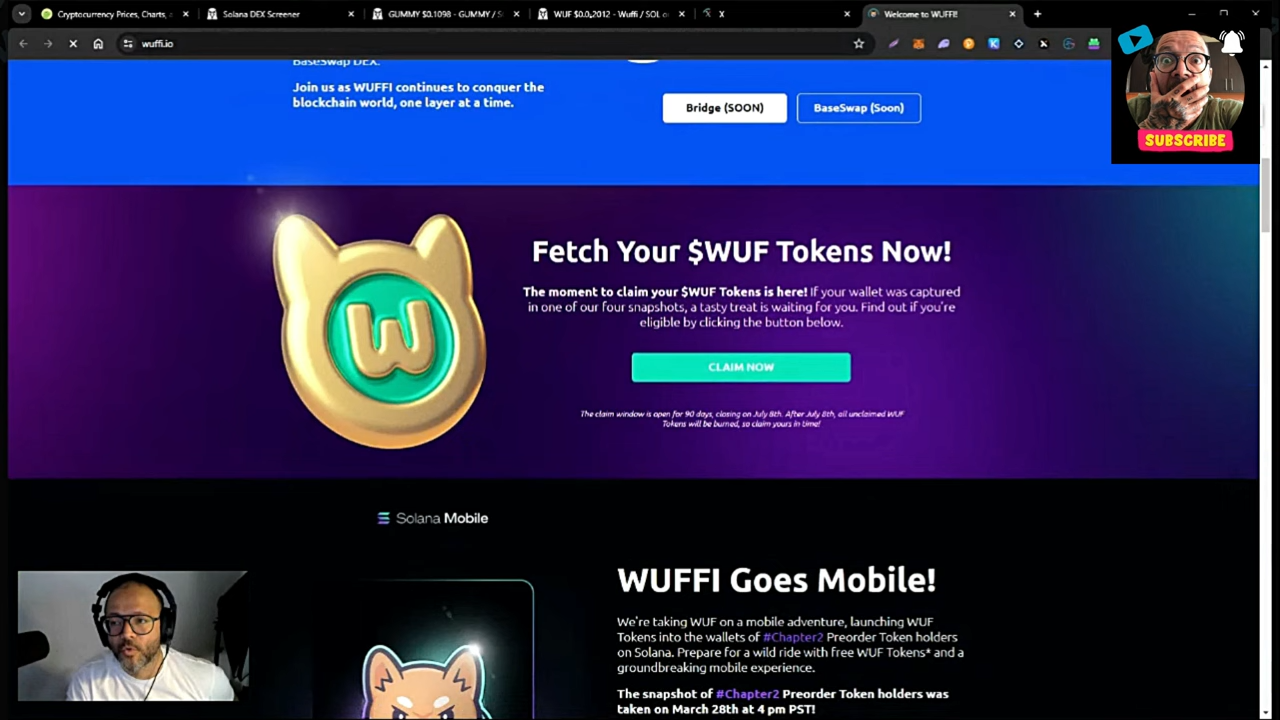 Cryptocurrency Prices, Charts, a
Solana DEX Screener
GUMMY $0.1098 - GUMMY / S
WUF $0.0₅2012 - Wuffi / SOL o
X
Welcome to WUFFI!
wuffi.io
BaseSwap DEX.
Join us as WUFFI continues to conquer the
blockchain world, one layer at a time.
Bridge (SOON)
BaseSwap (Soon)
SUBSCRIBE
W
Fetch Your $WUF Tokens Now!
The moment to claim your $WUF Tokens is here! If your wallet was captured
in one of our four snapshots, a tasty treat is waiting for you. Find out if you're
eligible by clicking the button below.
CLAIM NOW
The claim window is open for 90 days, closing on July 8th. After July 8th, all unclaimed WUF
Tokens will be burned, so claim yours in time!
Solana Mobile
WUFFI Goes Mobile!
We're taking WUF on a mobile adventure, launching WUF
Tokens into the wallets of #Chapter2 Preorder Token holders
on Solana. Prepare for a wild ride with free WUF Tokens* and a
groundbreaking mobile experience.
The snapshot of #Chapter2 Preorder Token holders was
taken on March 28th at 4 pm PST!